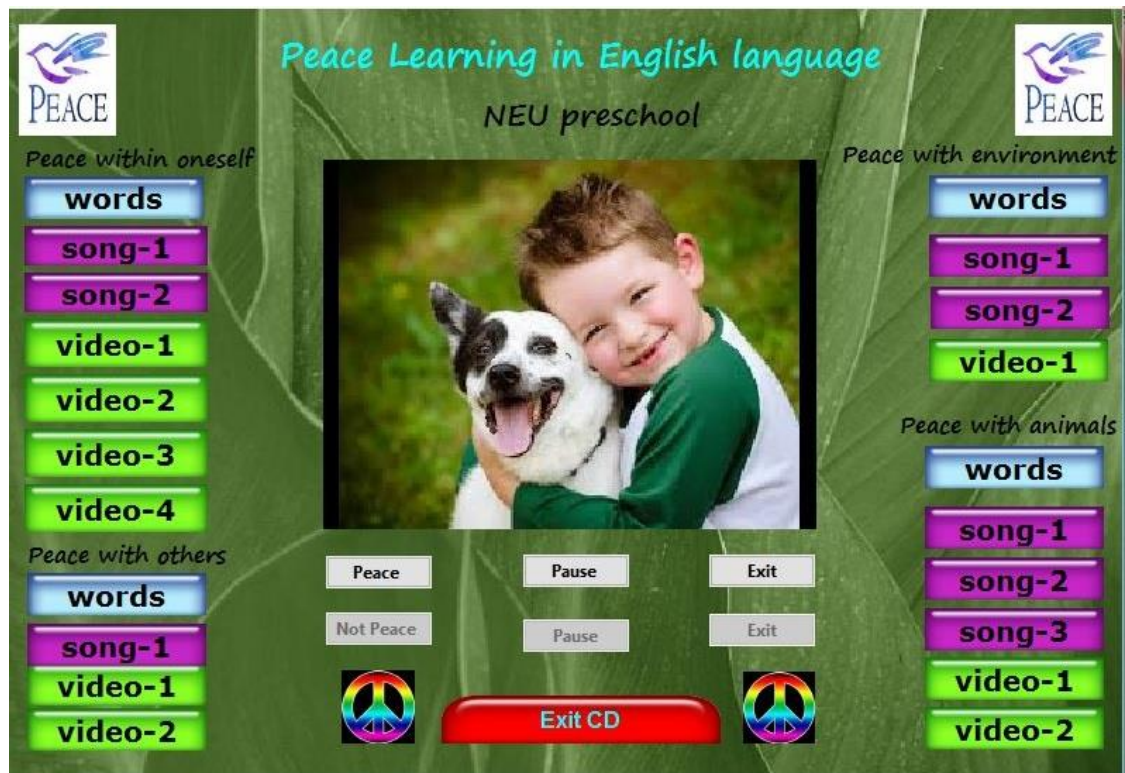 Peace Learning in English language
NEU preschool
PEACE
PEACE
Peace within oneself
words
song-1
song-2
video-1
video-2
video-3
video-4
Peace with others
words
song-1
video-1
video-2
Peace
Pause
Exit
Not Peace
Pause
Exit
Exit CD
Peace with environment
words
song-1
song-2
video-1
Peace with animals
words
song-1
song-2
song-3
video-1
video-2